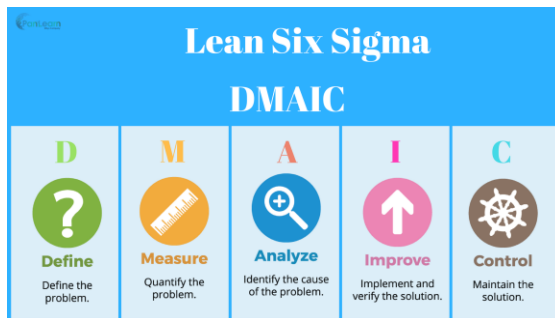 Lean Six Sigma
DMAIC
D
M
A
I
C
Define
Define the
problem.
Measure
Quantify the
problem.
Analyze
Identify the cause
of the problem.
Improve
Implement and
verify the solution.
Control
Maintain the
solution.